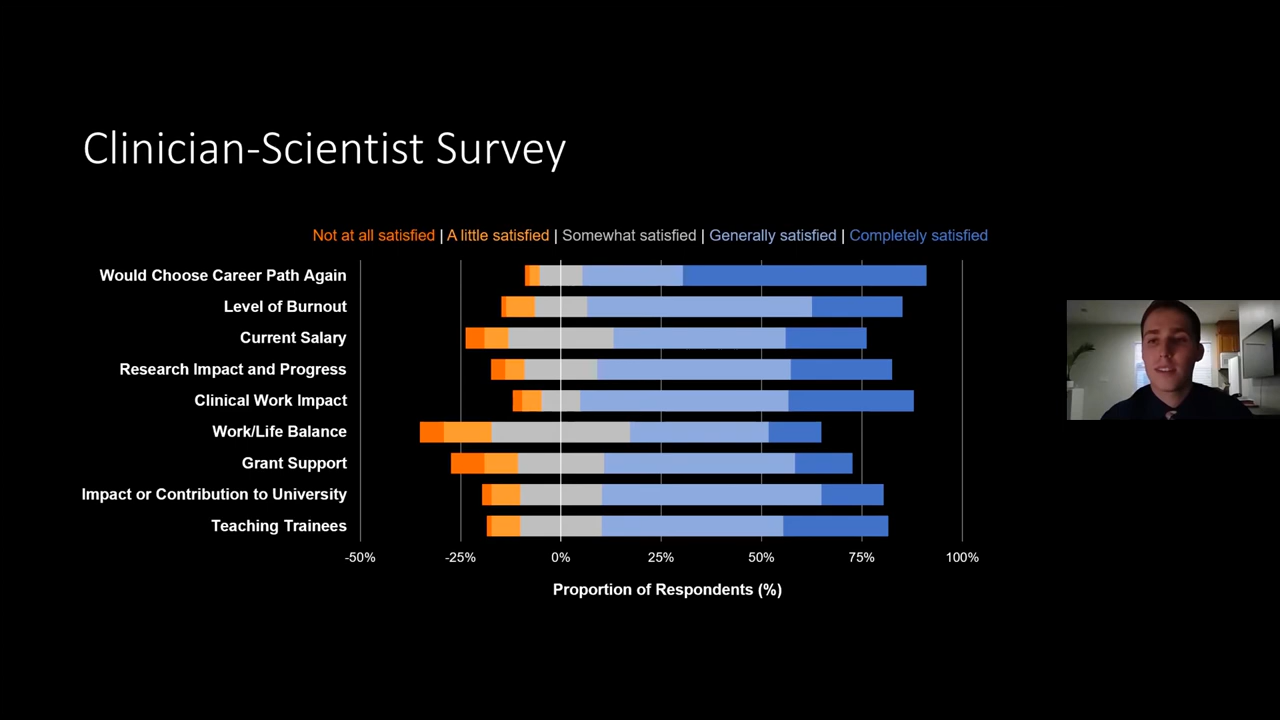 Clinician-Scientist Survey
Not at all satisfied | A little satisfied | Somewhat satisfied | Generally satisfied | Completely satisfied
Would Choose Career Path Again
Level of Burnout
Current Salary
Research Impact and Progress
Clinical Work Impact
Work/Life Balance
Grant Support
Impact or Contribution to University
Teaching Trainees
-50% -25% 0% 25% 50% 75% 100%
Proportion of Respondents (%)